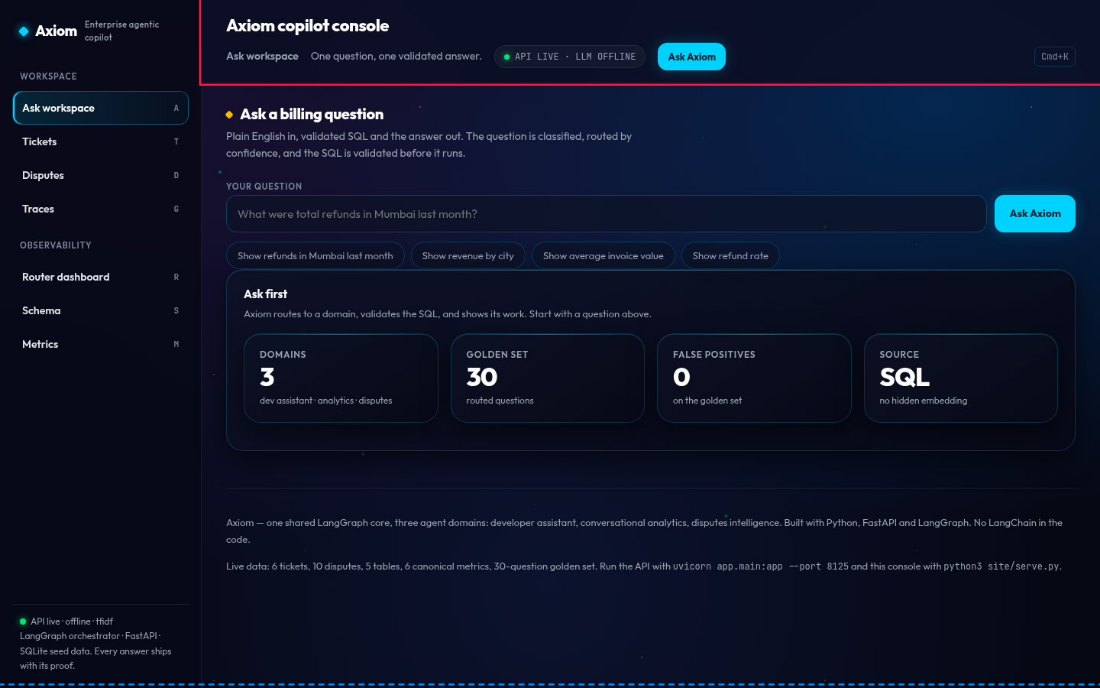 Axiom
Enterprise agentic
copilot
WORKSPACE
Ask workspace A
Tickets T
Disputes D
Traces G
OBSERVABILITY
Router dashboard R
Schema S
Metrics M
API live · offline · tfidf
LangGraph orchestrator · FastAPI ·
SQLite seed data. Every answer ships
with its proof.
Axiom copilot console
Ask workspace One question, one validated answer. API LIVE · LLM OFFLINE Ask Axiom Cmd+K
Ask a billing question
Plain English in, validated SQL and the answer out. The question is classified, routed by
confidence, and the SQL is validated before it runs.
YOUR QUESTION
What were total refunds in Mumbai last month? Ask Axiom
Show refunds in Mumbai last month Show revenue by city Show average invoice value Show refund rate
Ask first
Axiom routes to a domain, validates the SQL, and shows its work. Start with a question above.
DOMAINS GOLDEN SET FALSE POSITIVES SOURCE
3 30 0 SQL
dev assistant · analytics · disputes routed questions on the golden set no hidden embedding
Axiom — one shared LangGraph core, three agent domains: developer assistant, conversational analytics, disputes intelligence. Built with Python, FastAPI and LangGraph. No LangChain in the
code.
Live data: 6 tickets, 10 disputes, 5 tables, 6 canonical metrics, 30-question golden set. Run the API with uvicorn app.main:app --port 8125 and this console with python3 site/serve.py.